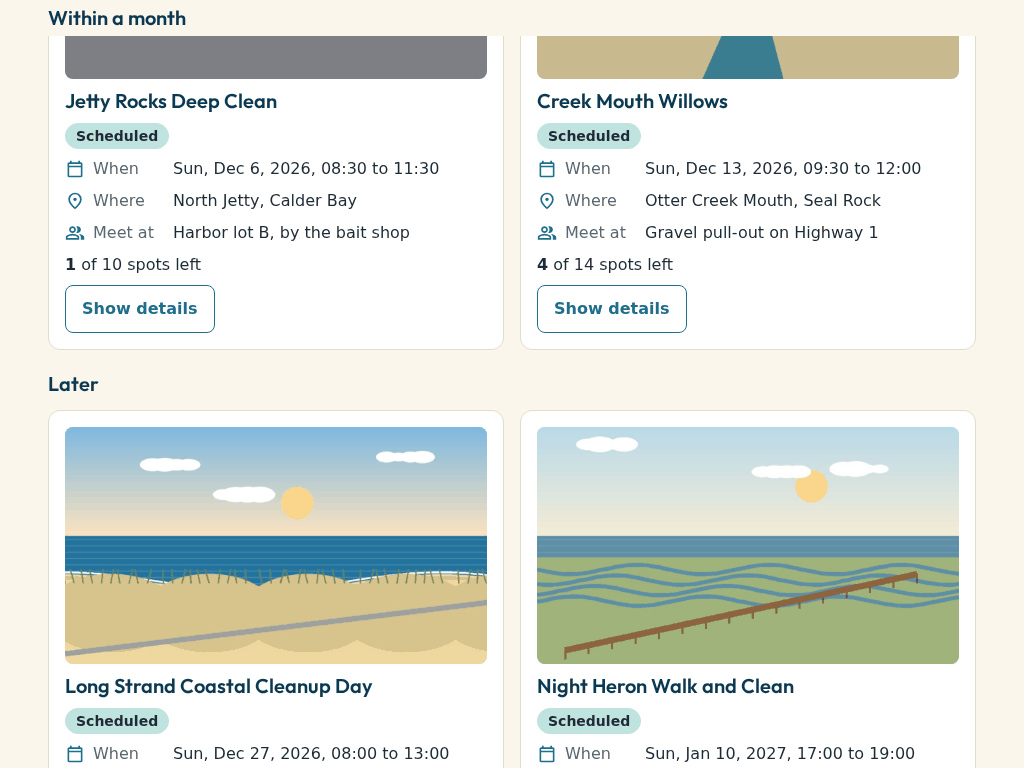 Within a month
Jetty Rocks Deep Clean
Scheduled
When Sun, Dec 6, 2026, 08:30 to 11:30
Where North Jetty, Calder Bay
Meet at Harbor lot B, by the bait shop
1 of 10 spots left
Show details
Creek Mouth Willows
Scheduled
When Sun, Dec 13, 2026, 09:30 to 12:00
Where Otter Creek Mouth, Seal Rock
Meet at Gravel pull-out on Highway 1
4 of 14 spots left
Show details
Later
Long Strand Coastal Cleanup Day
Scheduled
When Sun, Dec 27, 2026, 08:00 to 13:00
Night Heron Walk and Clean
Scheduled
When Sun, Jan 10, 2027, 17:00 to 19:00